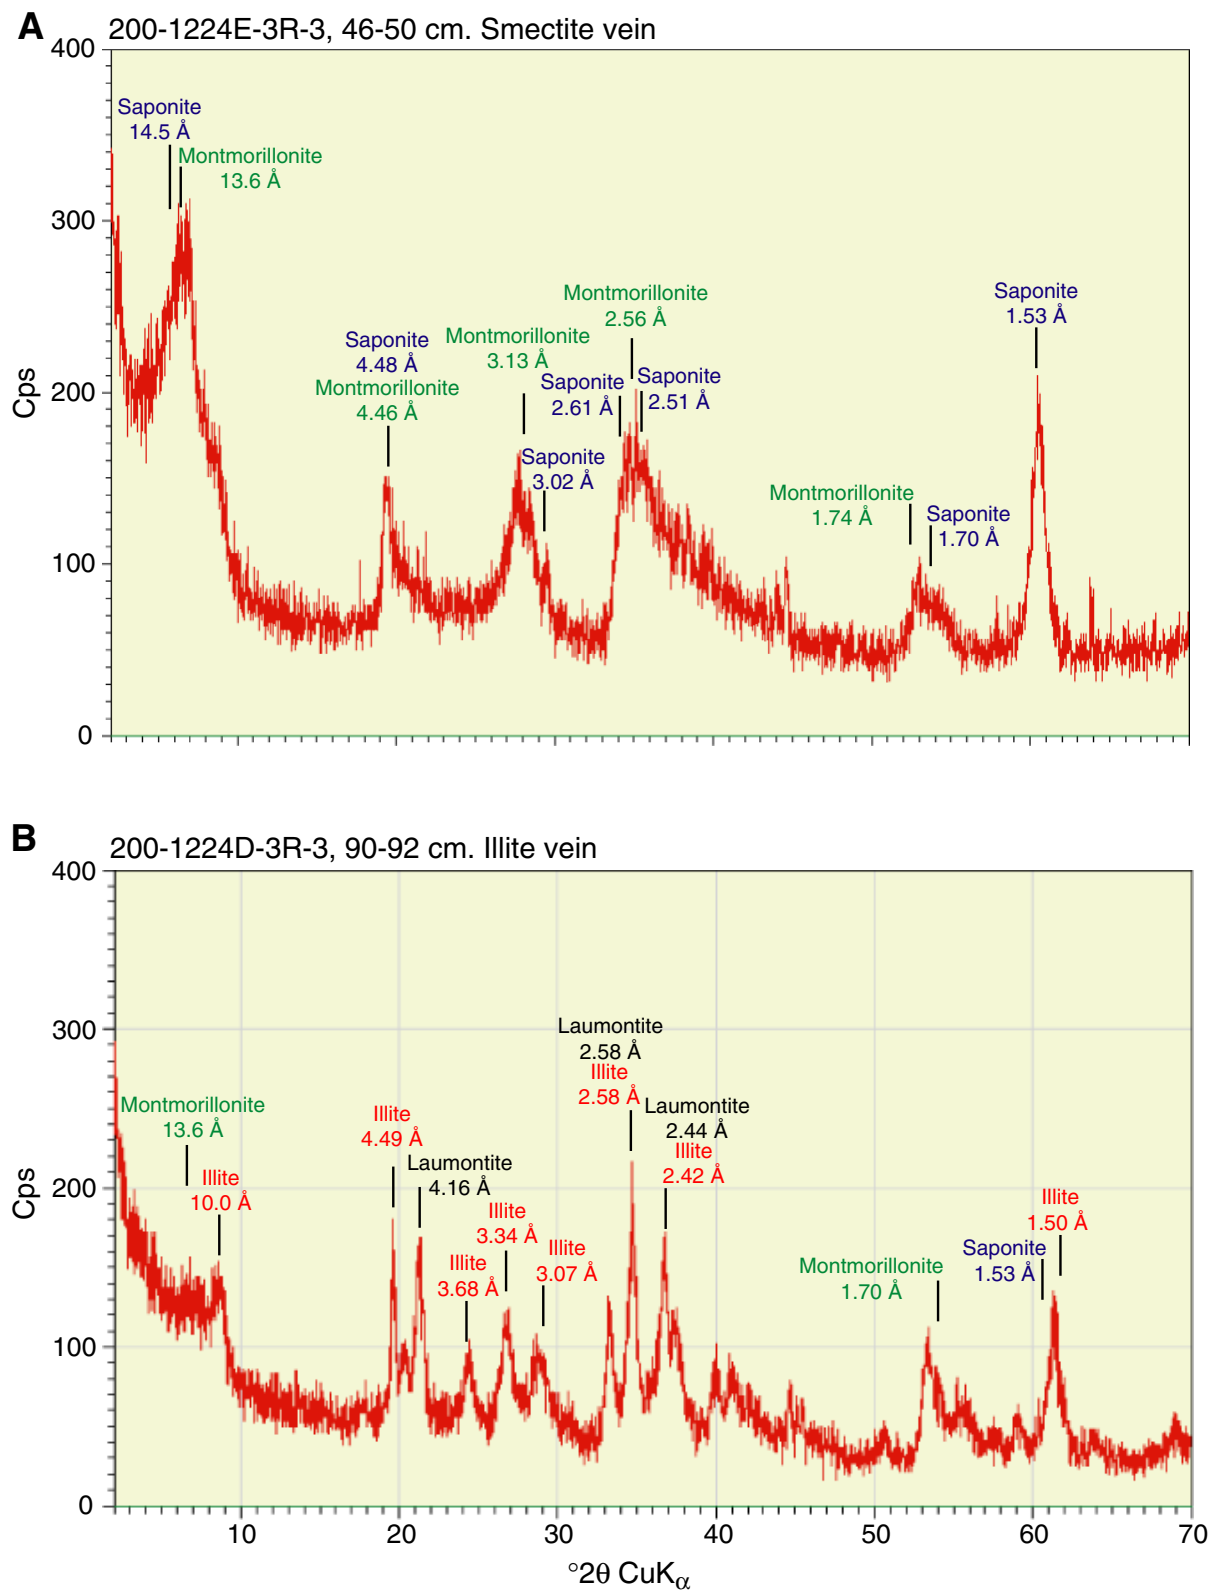 A
200-1224E-3R-3, 46-50 cm. Smectite vein
400
300
200
100
0
Cps
Saponite
14.5 Å
Montmorillonite
13.6 Å
Saponite
4.48 Å
Montmorillonite
4.46 Å
Montmorillonite
3.13 Å
Saponite
3.02 Å
Montmorillonite
2.56 Å
Saponite
2.61 Å
Saponite
2.51 Å
Montmorillonite
1.74 Å
Saponite
1.70 Å
Saponite
1.53 Å
B
200-1224D-3R-3, 90-92 cm. Illite vein
400
300
200
100
0
Cps
Montmorillonite
13.6 Å
Illite
10.0 Å
Illite
4.49 Å
Laumontite
4.16 Å
Illite
3.68 Å
Illite
3.34 Å
Illite
3.07 Å
Laumontite
2.58 Å
Illite
2.58 Å
Laumontite
2.44 Å
Illite
2.42 Å
Montmorillonite
1.70 Å
Saponite
1.53 Å
Illite
1.50 Å
10 20 30 40 50 60 70
°2θ CuKα